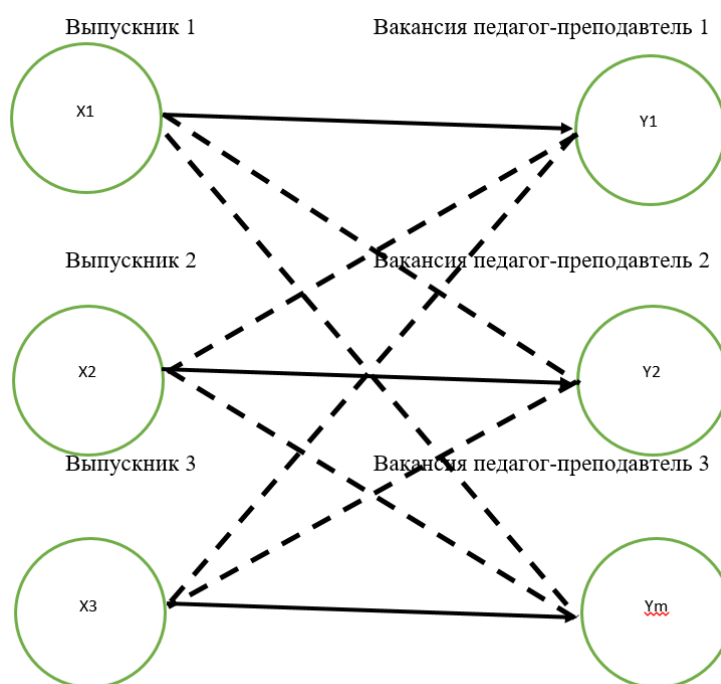 Выпускник 1 Вакансия педагог-преподавтель 1
X1 Y1
Выпускник 2 Вакансия педагог-преподавтель 2
X2 Y2
Выпускник 3 Вакансия педагог-преподавтель 3
X3 Ym